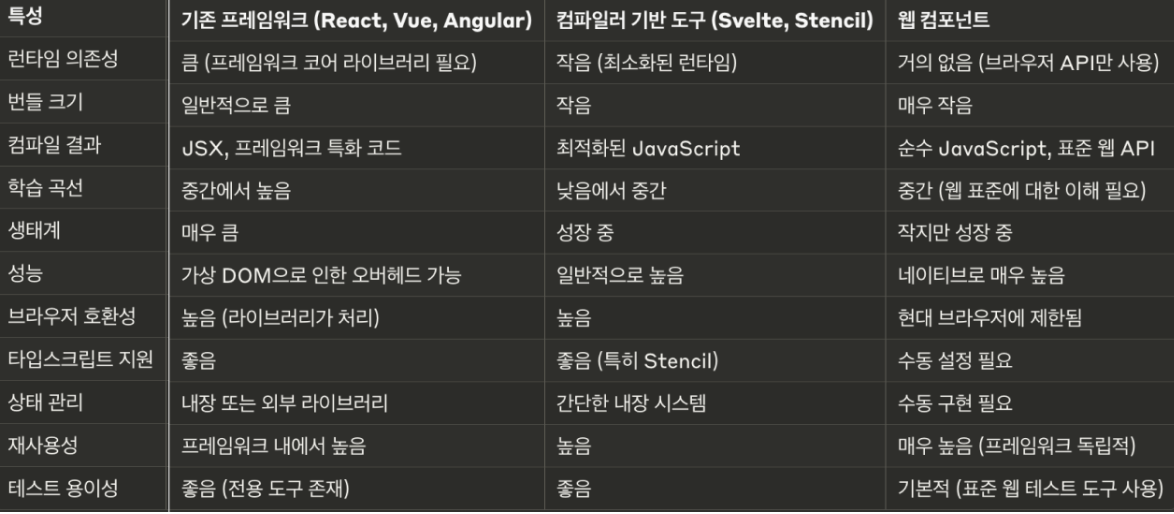 특성 기존 프레임워크 (React, Vue, Angular) 컴파일러 기반 도구 (Svelte, Stencil) 웹 컴포넌트
런타임 의존성 큼 (프레임워크 코어 라이브러리 필요) 작음 (최소화된 런타임) 거의 없음 (브라우저 API만 사용)
번들 크기 일반적으로 큼 작음 매우 작음
컴파일 결과 JSX, 프레임워크 특화 코드 최적화된 JavaScript 순수 JavaScript, 표준 웹 API
학습 곡선 중간에서 높음 낮음에서 중간 중간 (웹 표준에 대한 이해 필요)
생태계 매우 큼 성장 중 작지만 성장 중
성능 가상 DOM으로 인한 오버헤드 가능 일반적으로 높음 네이티브로 매우 높음
브라우저 호환성 높음 (라이브러리가 처리) 높음 현대 브라우저에 제한됨
타입스크립트 지원 좋음 좋음 (특히 Stencil) 수동 설정 필요
상태 관리 내장 또는 외부 라이브러리 간단한 내장 시스템 수동 구현 필요
재사용성 프레임워크 내에서 높음 높음 매우 높음 (프레임워크 독립적)
테스트 용이성 좋음 (전용 도구 존재) 좋음 기본적 (표준 웹 테스트 도구 사용)